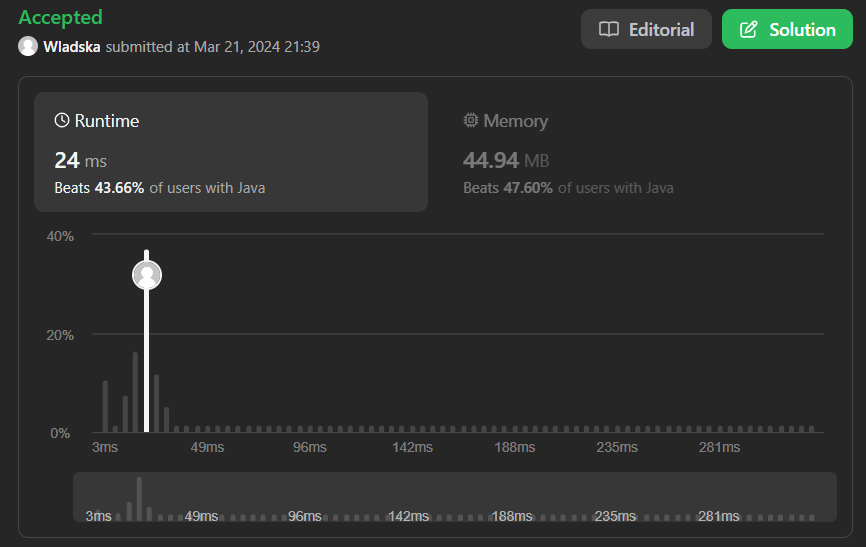 Accepted
Wladska submitted at Mar 21, 2024 21:39
Editorial
Solution
Runtime
24 ms
Beats 43.66% of users with Java
Memory
44.94 MB
Beats 47.60% of users with Java
40%
20%
0%
3ms 49ms 96ms 142ms 188ms 235ms 281ms
3ms 49ms 96ms 142ms 188ms 235ms 281ms